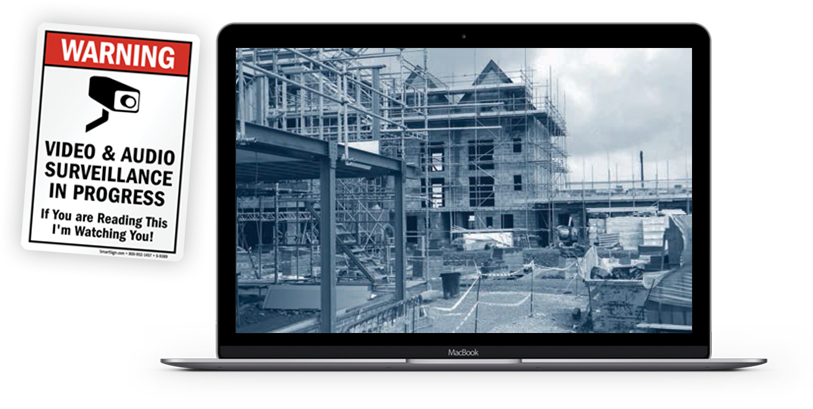 WARNING
VIDEO & AUDIO
SURVEILLANCE
IN PROGRESS
If You are Reading This
I'm Watching You!
SmartSign.com • 800-952-1457 • S-9589
MacBook